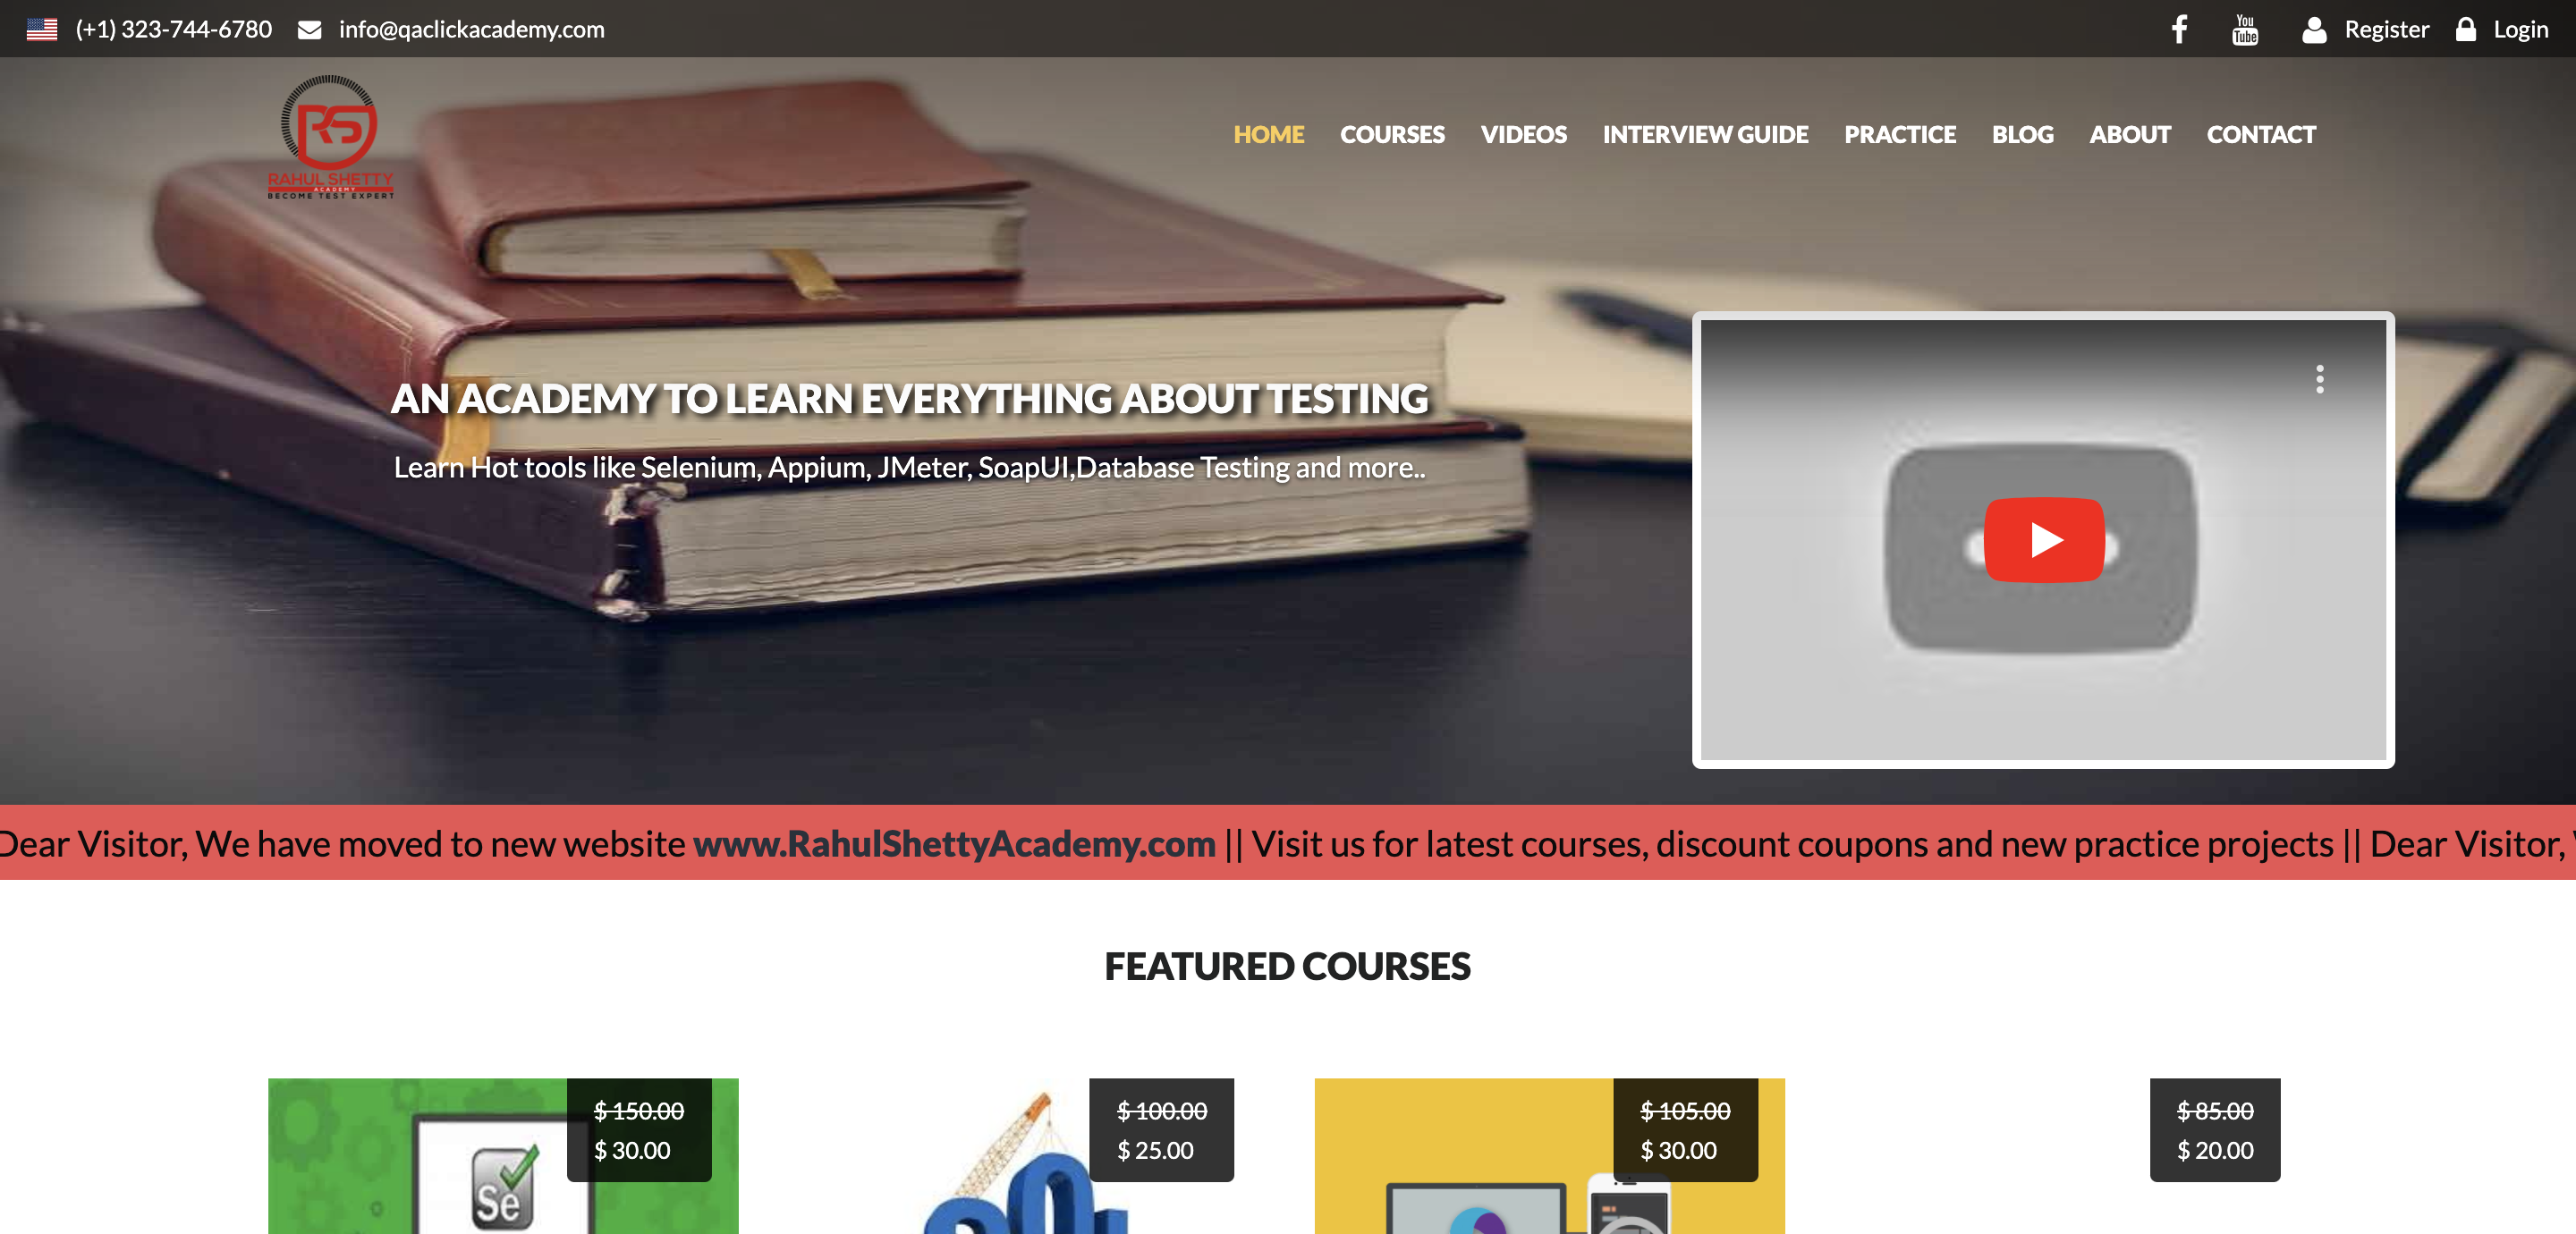 (+1) 323-744-6780 info@qaclickacademy.com You Tube Register Login
RS
RAHUL SHETTY
ACADEMY
BECOME TEST EXPERT
HOME COURSES VIDEOS INTERVIEW GUIDE PRACTICE BLOG ABOUT CONTACT
AN ACADEMY TO LEARN EVERYTHING ABOUT TESTING
Learn Hot tools like Selenium, Appium, JMeter, SoapUI,Database Testing and more..
Dear Visitor, We have moved to new website www.RahulShettyAcademy.com || Visit us for latest courses, discount coupons and new practice projects || Dear Visitor,
FEATURED COURSES
$ 150.00
$ 30.00
Se
$ 100.00
$ 25.00
$ 105.00
$ 30.00
$ 85.00
$ 20.00